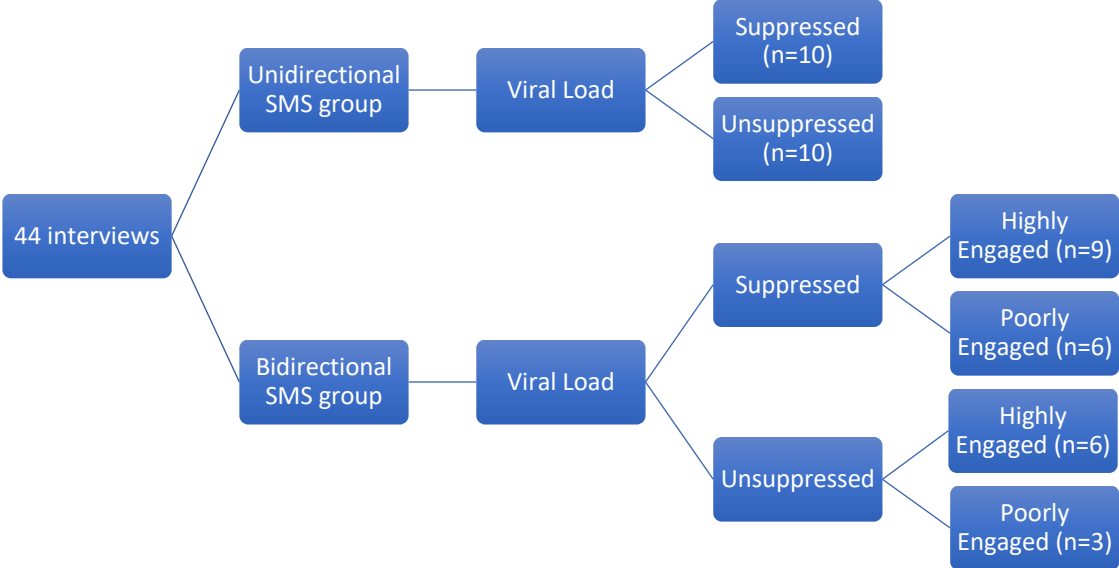 44 interviews
Unidirectional
SMS group
Viral Load
Suppressed
(n=10)
Unsuppressed
(n=10)
Bidirectional
SMS group
Viral Load
Suppressed
Highly
Engaged (n=9)
Poorly
Engaged (n=6)
Unsuppressed
Highly
Engaged (n=6)
Poorly
Engaged (n=3)